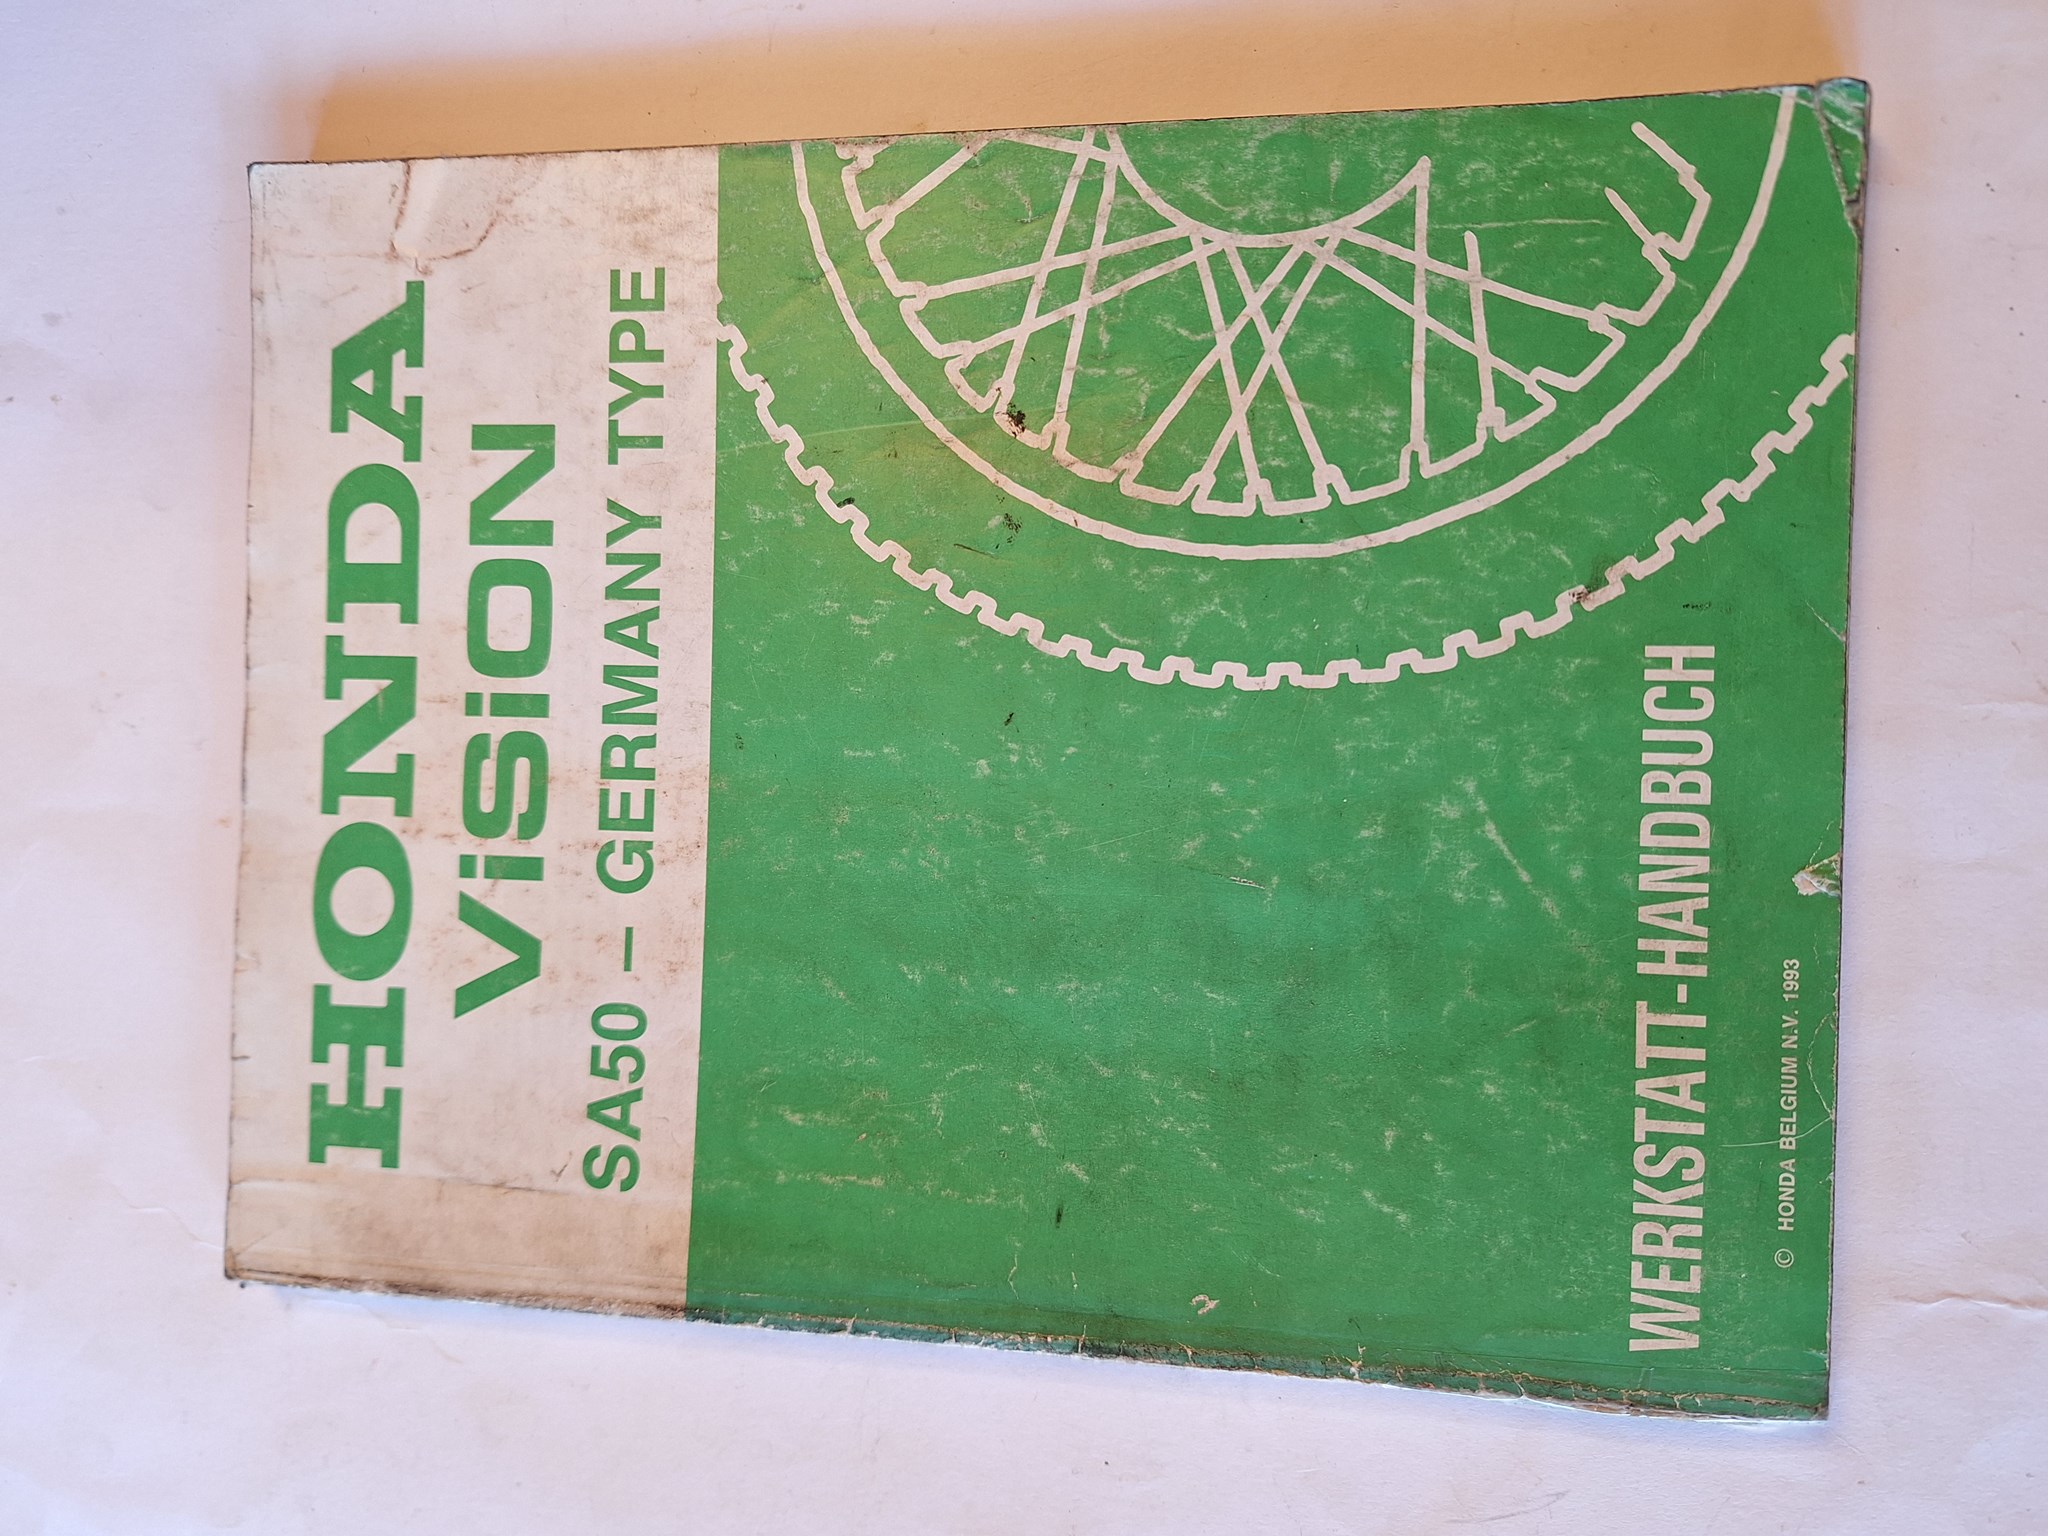 HONDA
ViSiON
SA50 – GERMANY TYPE
WERKSTATT-HANDBUCH
© HONDA BELGIUM N.V. 1993